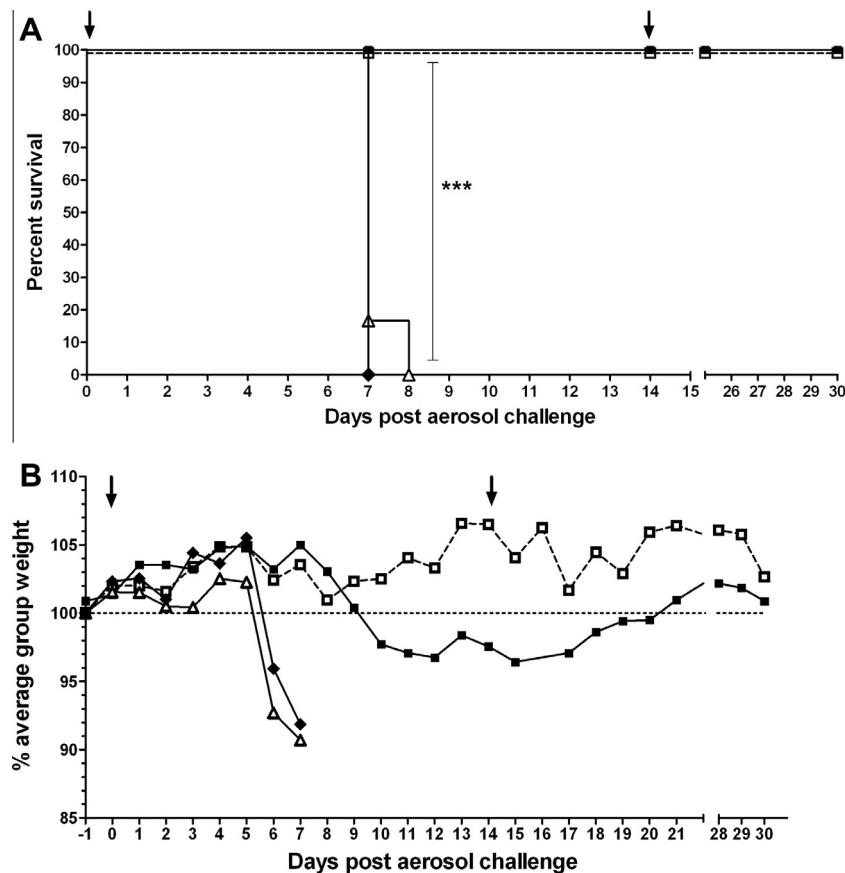 A
100
90
80
70
60
50
40
30
20
10
0
Percent survival
***
0 1 2 3 4 5 6 7 8 9 10 11 12 13 14 15 26 27 28 29 30
Days post aerosol challenge
B
110
105
100
95
90
85
% average group weight
-1 0 1 2 3 4 5 6 7 8 9 10 11 12 13 14 15 16 17 18 19 20 21 28 29 30
Days post aerosol challenge